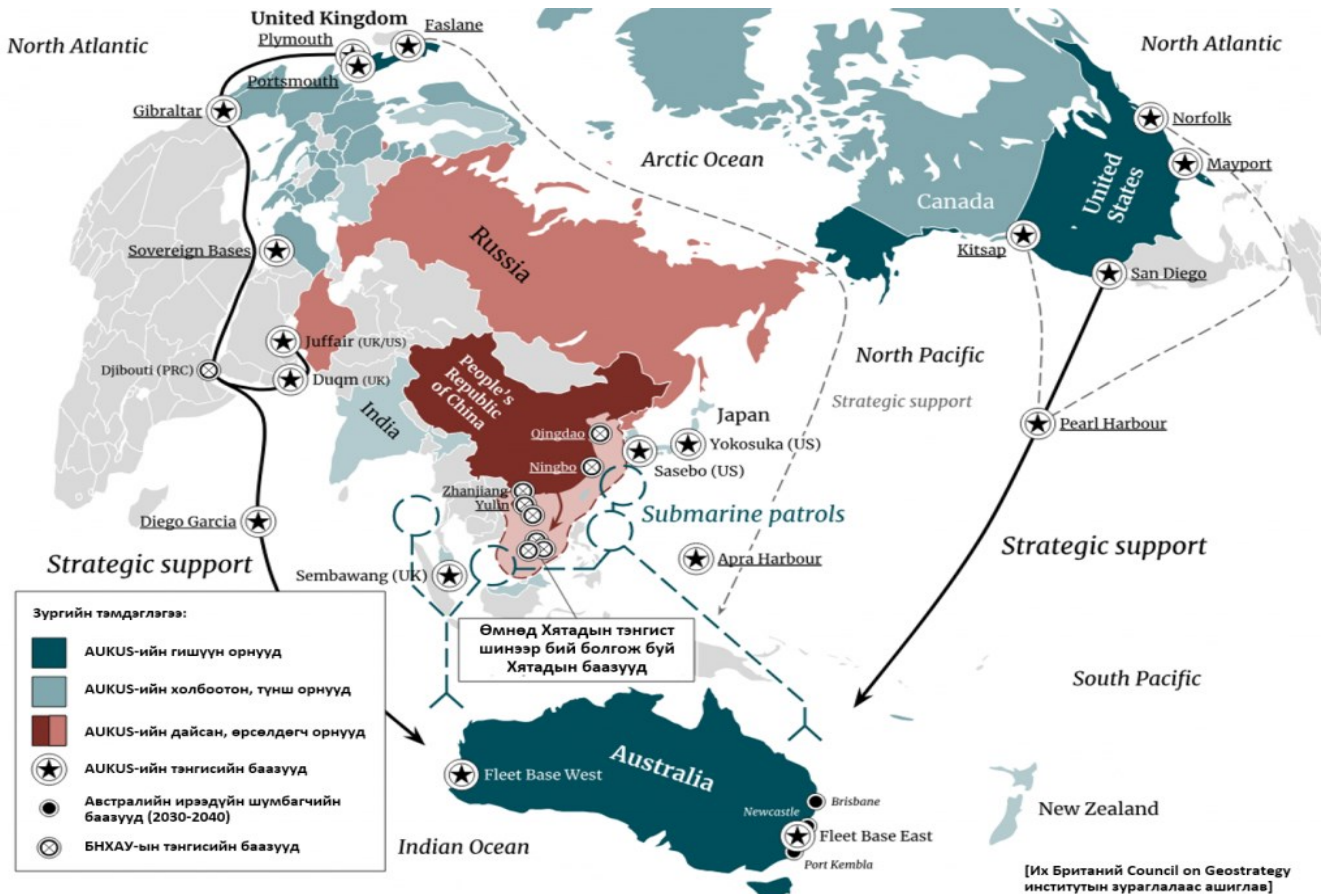 United Kingdom
North Atlantic
Plymouth
Faslane
Portsmouth
Gibraltar
North Atlantic
Norfolk
Mayport
Arctic Ocean
Canada
United
States
Kitsap
San Diego
Russia
Sovereign Bases
Juffair (UK/US)
Djibouti (PRC)
Duqm (UK)
People's
Republic
of China
India
North Pacific
Strategic support
Japan
Qingdao
Yokosuka (US)
Ningbo
Sasebo (US)
Pearl Harbour
Zhanjiang
Yulin
Submarine patrols
Diego Garcia
Strategic support
Strategic support
Sembawang (UK)
Apra Harbour
Зургийн тэмдэглэгээ:
AUKUS-ийн гишүүн орнууд
AUKUS-ийн холбоотон, түнш орнууд
AUKUS-ийн дайсан, өрсөлдөгч орнууд
AUKUS-ийн тэнгисийн баазууд
Австралийн ирээдүйн шумбагчийн
баазууд (2030-2040)
БНХАУ-ын тэнгисийн баазууд
Өмнөд Хятадын тэнгист
шинээр бий болгож буй
Хятадын баазууд
South Pacific
Australia
Fleet Base West
Brisbane
Newcastle
Fleet Base East
Port Kembla
New Zealand
Indian Ocean
[Их Британий Council on Geostrategy
институтын зураглалаас ашиглав]